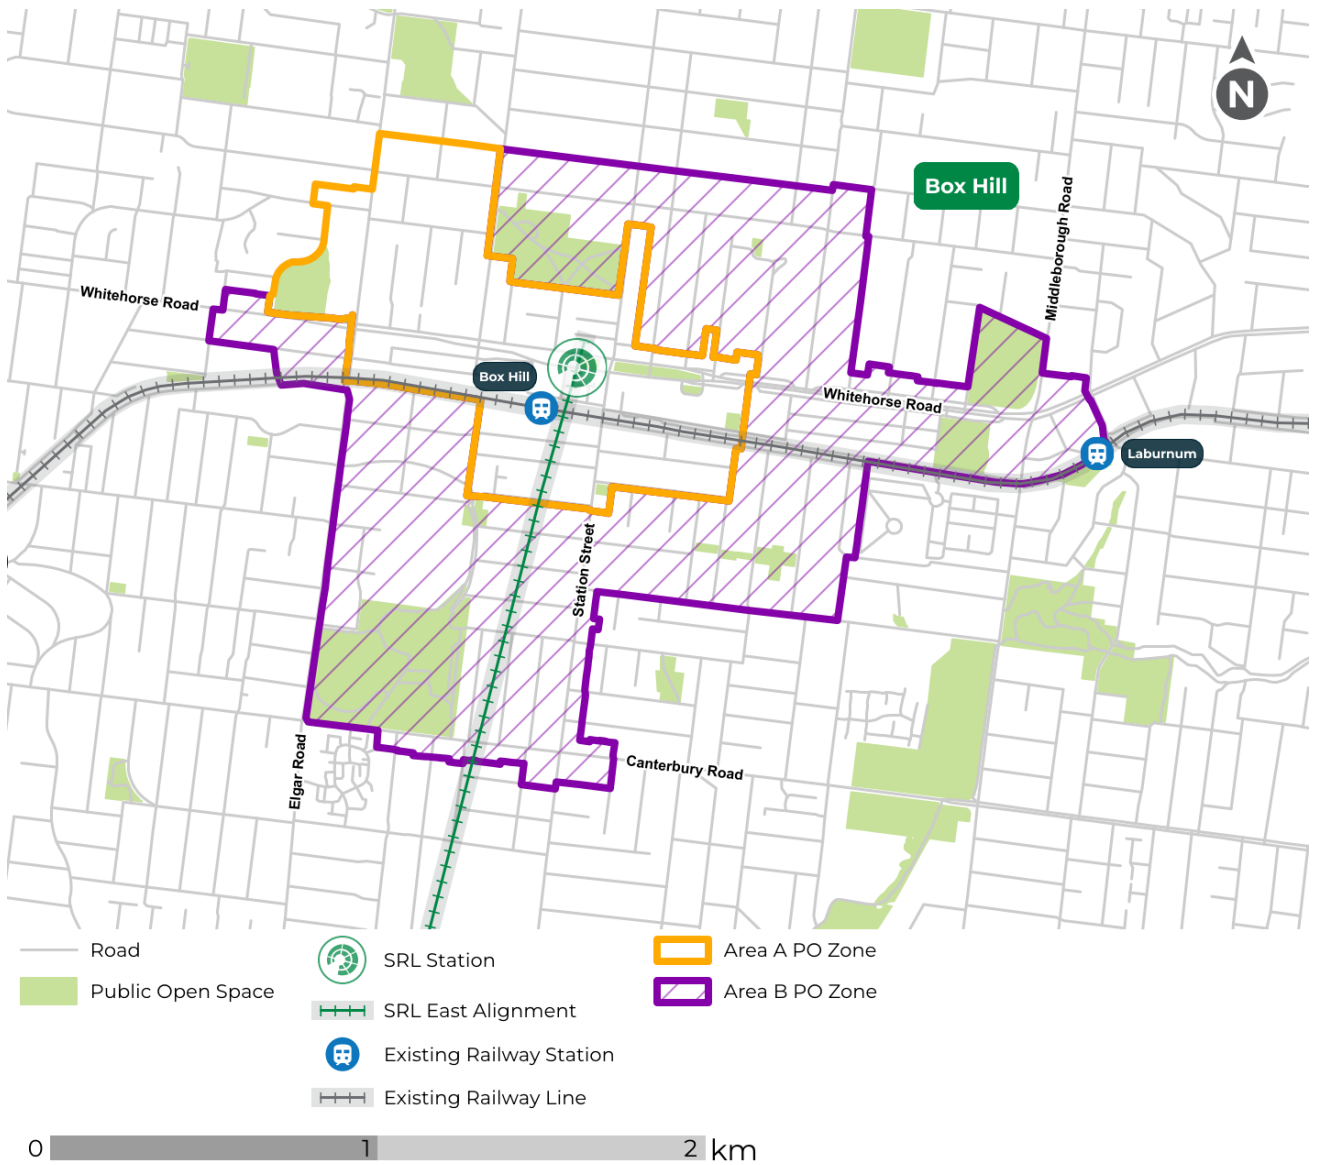 N
Box Hill
Middleborough Road
Whitehorse Road
Box Hill
Whitehorse Road
Laburnum
Station Street
Elgar Road
Canterbury Road
Road
Public Open Space
SRL Station
SRL East Alignment
Existing Railway Station
Existing Railway Line
Area A PO Zone
Area B PO Zone
0 1 2 km